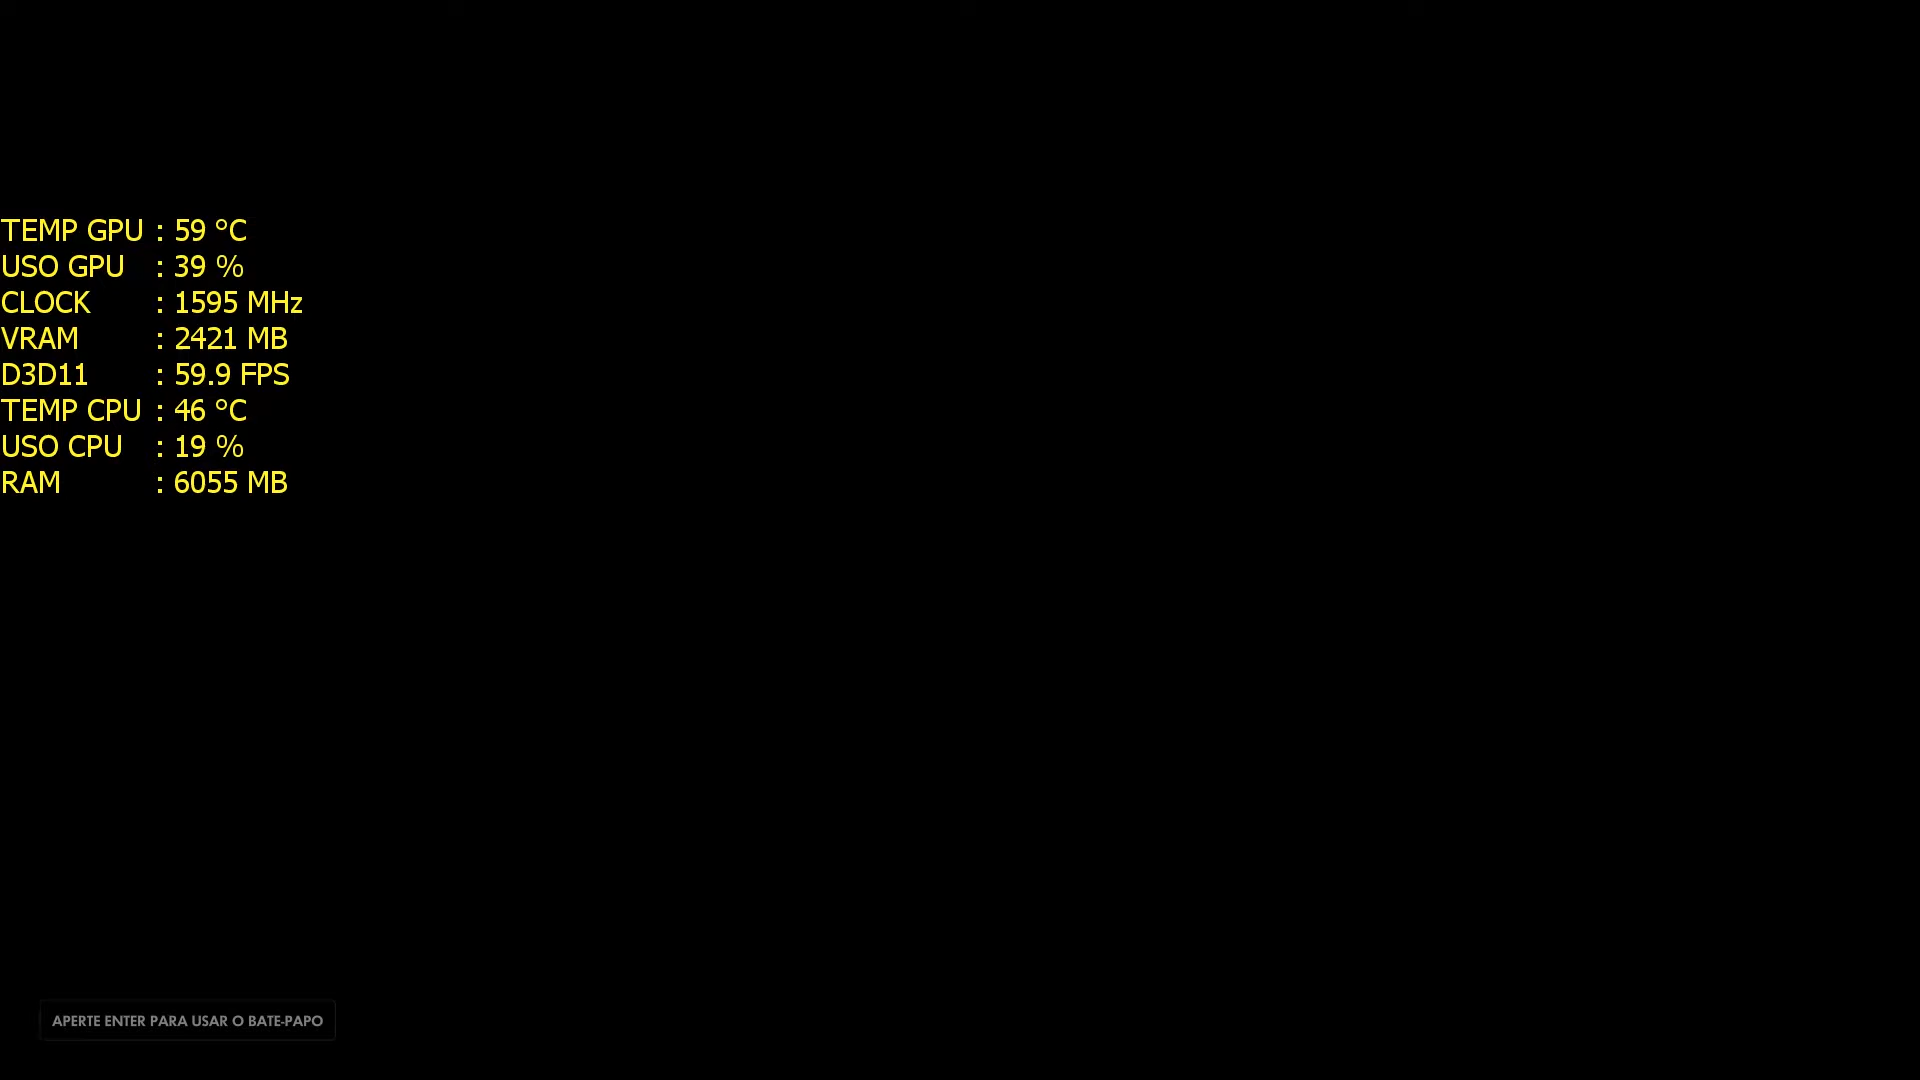 TEMP GPU : 59 °C
USO GPU : 39 %
CLOCK : 1595 MHz
VRAM : 2421 MB
D3D11 : 59.9 FPS
TEMP CPU : 46 °C
USO CPU : 19 %
RAM : 6055 MB
APERTE ENTER PARA USAR O BATE-PAPO